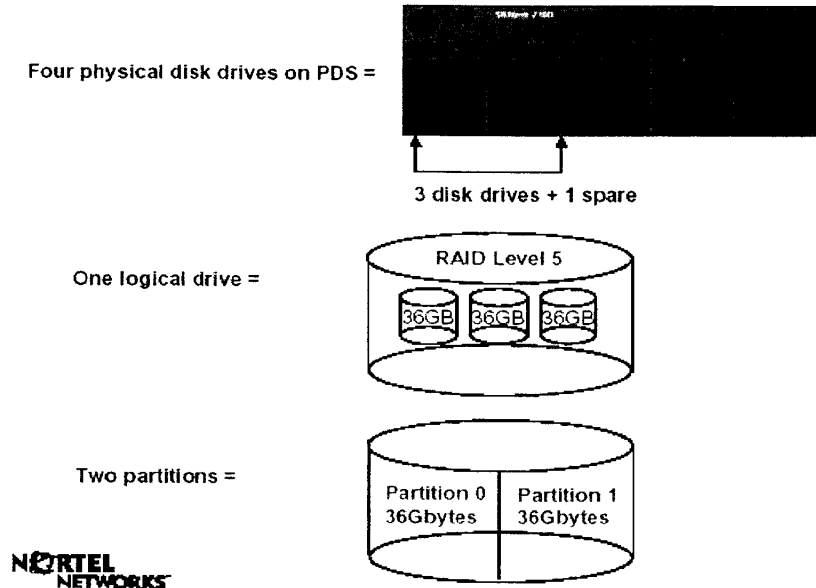 Four physical disk drives on PDS =
3 disk drives + 1 spare
RAID Level 5
One logical drive =
36GB 36GB 36GB
Two partitions =
Partition 0
36Gbytes
Partition 1
36Gbytes
NORTEL
NETWORKS